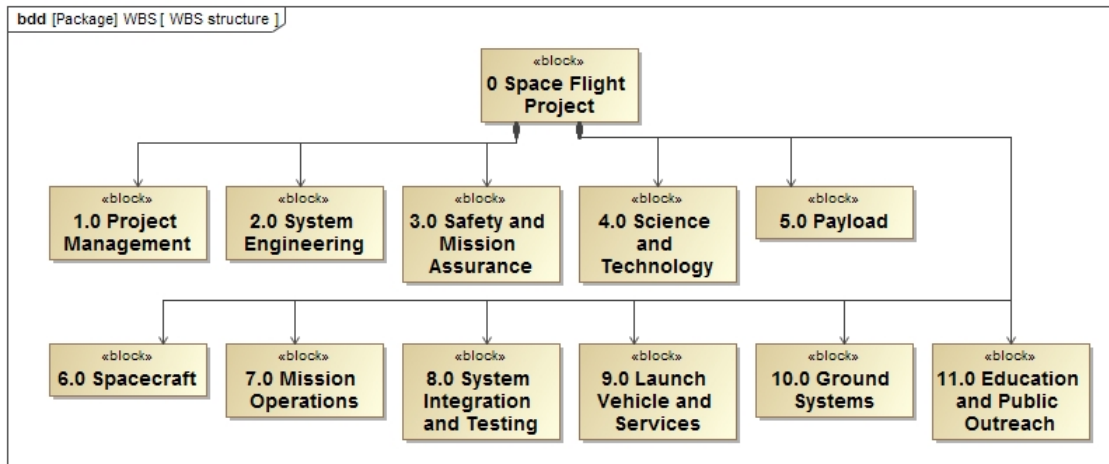 bdd [Package] WBS [ WBS structure ]
«block»
0 Space Flight
Project
«block»
1.0 Project
Management
«block»
2.0 System
Engineering
«block»
3.0 Safety and
Mission
Assurance
«block»
4.0 Science
and
Technology
«block»
5.0 Payload
«block»
6.0 Spacecraft
«block»
7.0 Mission
Operations
«block»
8.0 System
Integration
and Testing
«block»
9.0 Launch
Vehicle and
Services
«block»
10.0 Ground
Systems
«block»
11.0 Education
and Public
Outreach